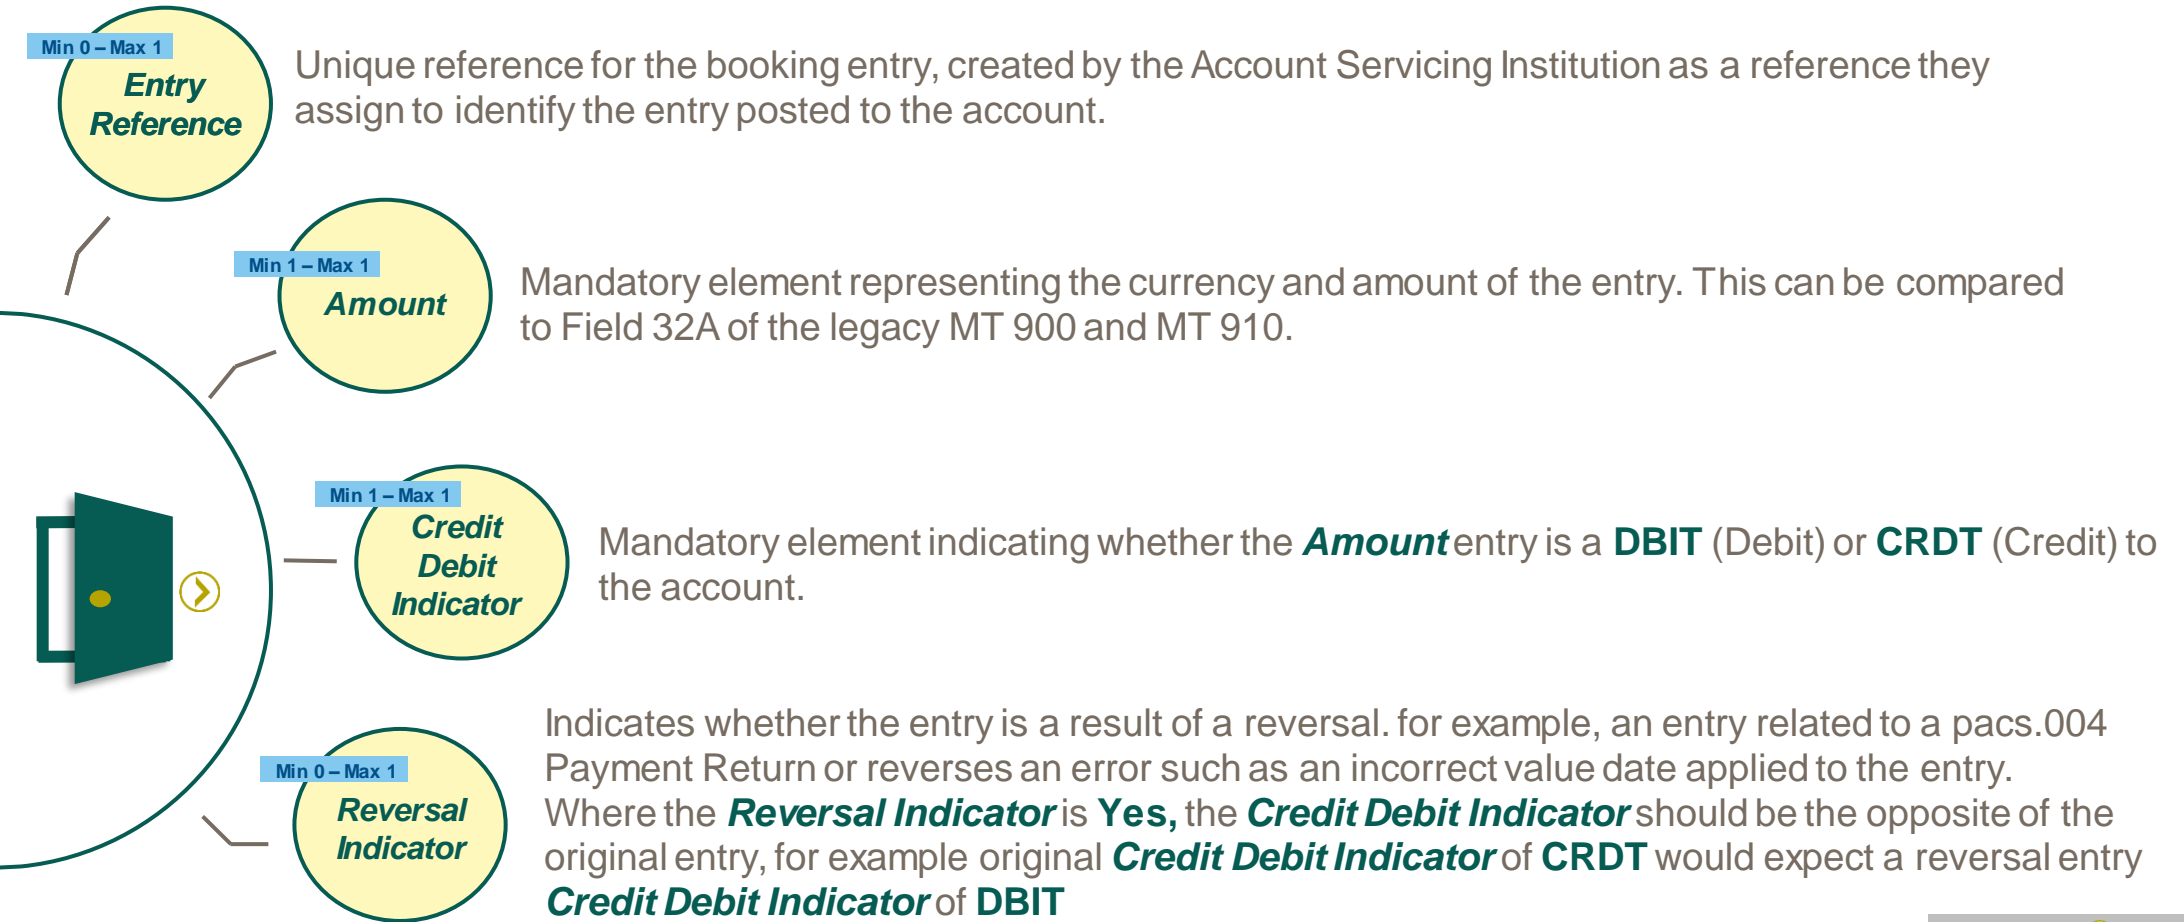 Min 0 – Max 1
Entry
Reference
Unique reference for the booking entry, created by the Account Servicing Institution as a reference they
assign to identify the entry posted to the account.
Min 1 – Max 1
Amount
Mandatory element representing the currency and amount of the entry. This can be compared
to Field 32A of the legacy MT 900 and MT 910.
Min 1 – Max 1
Credit
Debit
Indicator
Mandatory element indicating whether the Amount entry is a DBIT (Debit) or CRDT (Credit) to
the account.
Min 0 – Max 1
Reversal
Indicator
Indicates whether the entry is a result of a reversal. for example, an entry related to a pacs.004
Payment Return or reverses an error such as an incorrect value date applied to the entry.
Where the Reversal Indicator is Yes, the Credit Debit Indicator should be the opposite of the
original entry, for example original Credit Debit Indicator of CRDT would expect a reversal entry
Credit Debit Indicator of DBIT